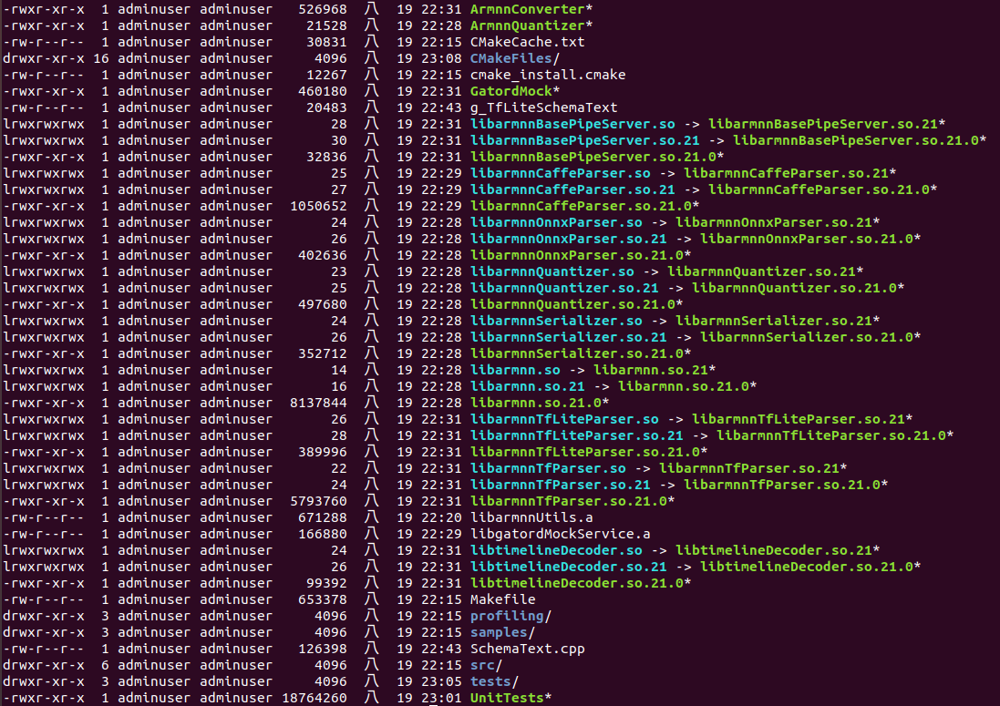 -rwxr-xr-x  1 adminuser adminuser   526968  八  19 22:31 ArmnnConverter*
-rwxr-xr-x  1 adminuser adminuser    21528  八  19 22:28 ArmnnQuantizer*
-rw-r--r--  1 adminuser adminuser    30831  八  19 22:15 CMakeCache.txt
drwxr-xr-x 16 adminuser adminuser     4096  八  19 23:08 CMakeFiles/
-rw-r--r--  1 adminuser adminuser    12267  八  19 22:15 cmake_install.cmake
-rwxr-xr-x  1 adminuser adminuser   460180  八  19 22:31 GatordMock*
-rw-r--r--  1 adminuser adminuser    20483  八  19 22:43 g_TfLiteSchemaText
lrwxrwxrwx  1 adminuser adminuser       28  八  19 22:31 libarmnnBasePipeServer.so -> libarmnnBasePipeServer.so.21*
lrwxrwxrwx  1 adminuser adminuser       30  八  19 22:31 libarmnnBasePipeServer.so.21 -> libarmnnBasePipeServer.so.21.0*
-rwxr-xr-x  1 adminuser adminuser    32836  八  19 22:31 libarmnnBasePipeServer.so.21.0*
lrwxrwxrwx  1 adminuser adminuser       25  八  19 22:29 libarmnnCaffeParser.so -> libarmnnCaffeParser.so.21*
lrwxrwxrwx  1 adminuser adminuser       27  八  19 22:29 libarmnnCaffeParser.so.21 -> libarmnnCaffeParser.so.21.0*
-rwxr-xr-x  1 adminuser adminuser  1050652  八  19 22:29 libarmnnCaffeParser.so.21.0*
lrwxrwxrwx  1 adminuser adminuser       24  八  19 22:28 libarmnnOnnxParser.so -> libarmnnOnnxParser.so.21*
lrwxrwxrwx  1 adminuser adminuser       26  八  19 22:28 libarmnnOnnxParser.so.21 -> libarmnnOnnxParser.so.21.0*
-rwxr-xr-x  1 adminuser adminuser   402636  八  19 22:28 libarmnnOnnxParser.so.21.0*
lrwxrwxrwx  1 adminuser adminuser       23  八  19 22:28 libarmnnQuantizer.so -> libarmnnQuantizer.so.21*
lrwxrwxrwx  1 adminuser adminuser       25  八  19 22:28 libarmnnQuantizer.so.21 -> libarmnnQuantizer.so.21.0*
-rwxr-xr-x  1 adminuser adminuser   497680  八  19 22:28 libarmnnQuantizer.so.21.0*
lrwxrwxrwx  1 adminuser adminuser       24  八  19 22:28 libarmnnSerializer.so -> libarmnnSerializer.so.21*
lrwxrwxrwx  1 adminuser adminuser       26  八  19 22:28 libarmnnSerializer.so.21 -> libarmnnSerializer.so.21.0*
-rwxr-xr-x  1 adminuser adminuser   352712  八  19 22:28 libarmnnSerializer.so.21.0*
lrwxrwxrwx  1 adminuser adminuser       14  八  19 22:28 libarmnn.so -> libarmnn.so.21*
lrwxrwxrwx  1 adminuser adminuser       16  八  19 22:28 libarmnn.so.21 -> libarmnn.so.21.0*
-rwxr-xr-x  1 adminuser adminuser  8137844  八  19 22:28 libarmnn.so.21.0*
lrwxrwxrwx  1 adminuser adminuser       26  八  19 22:31 libarmnnTfLiteParser.so -> libarmnnTfLiteParser.so.21*
lrwxrwxrwx  1 adminuser adminuser       28  八  19 22:31 libarmnnTfLiteParser.so.21 -> libarmnnTfLiteParser.so.21.0*
-rwxr-xr-x  1 adminuser adminuser   389996  八  19 22:31 libarmnnTfLiteParser.so.21.0*
lrwxrwxrwx  1 adminuser adminuser       22  八  19 22:31 libarmnnTfParser.so -> libarmnnTfParser.so.21*
lrwxrwxrwx  1 adminuser adminuser       24  八  19 22:31 libarmnnTfParser.so.21 -> libarmnnTfParser.so.21.0*
-rwxr-xr-x  1 adminuser adminuser  5793760  八  19 22:31 libarmnnTfParser.so.21.0*
-rw-r--r--  1 adminuser adminuser   671288  八  19 22:20 libarmnnUtils.a
-rw-r--r--  1 adminuser adminuser   166880  八  19 22:29 libgatordMockService.a
lrwxrwxrwx  1 adminuser adminuser       24  八  19 22:31 libtimelineDecoder.so -> libtimelineDecoder.so.21*
lrwxrwxrwx  1 adminuser adminuser       26  八  19 22:31 libtimelineDecoder.so.21 -> libtimelineDecoder.so.21.0*
-rwxr-xr-x  1 adminuser adminuser    99392  八  19 22:31 libtimelineDecoder.so.21.0*
-rw-r--r--  1 adminuser adminuser   653378  八  19 22:15 Makefile
drwxr-xr-x  3 adminuser adminuser     4096  八  19 22:15 profiling/
drwxr-xr-x  3 adminuser adminuser     4096  八  19 22:15 samples/
-rw-r--r--  1 adminuser adminuser   126398  八  19 22:43 SchemaText.cpp
drwxr-xr-x  6 adminuser adminuser     4096  八  19 22:15 src/
drwxr-xr-x  3 adminuser adminuser     4096  八  19 23:05 tests/
-rwxr-xr-x  1 adminuser adminuser 18764260  八  19 23:01 UnitTests*